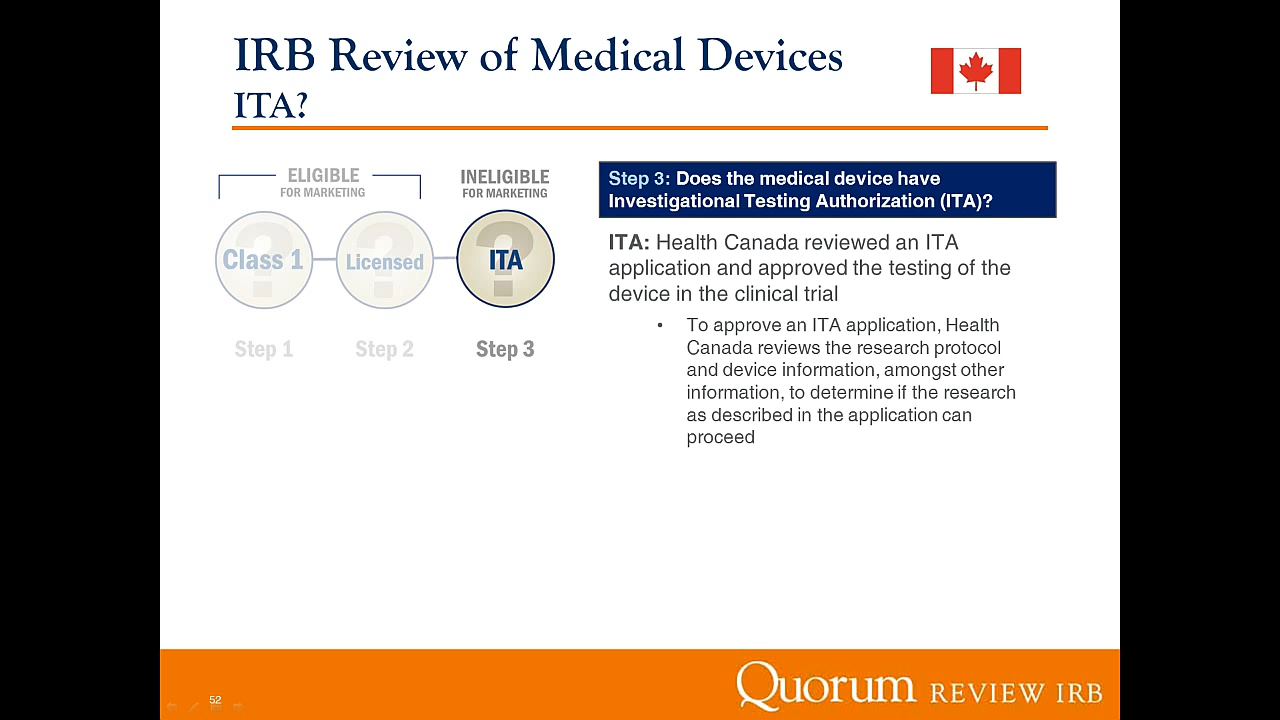 IRB Review of Medical Devices
ITA?
ELIGIBLE
FOR MARKETING
INELIGIBLE
FOR MARKETING
? Class 1
? Licensed
? ITA
Step 1
Step 2
Step 3
Step 3: Does the medical device have
Investigational Testing Authorization (ITA)?
ITA: Health Canada reviewed an ITA
application and approved the testing of the
device in the clinical trial
• To approve an ITA application, Health
Canada reviews the research protocol
and device information, amongst other
information, to determine if the research
as described in the application can
proceed
52
Quorum REVIEW IRB